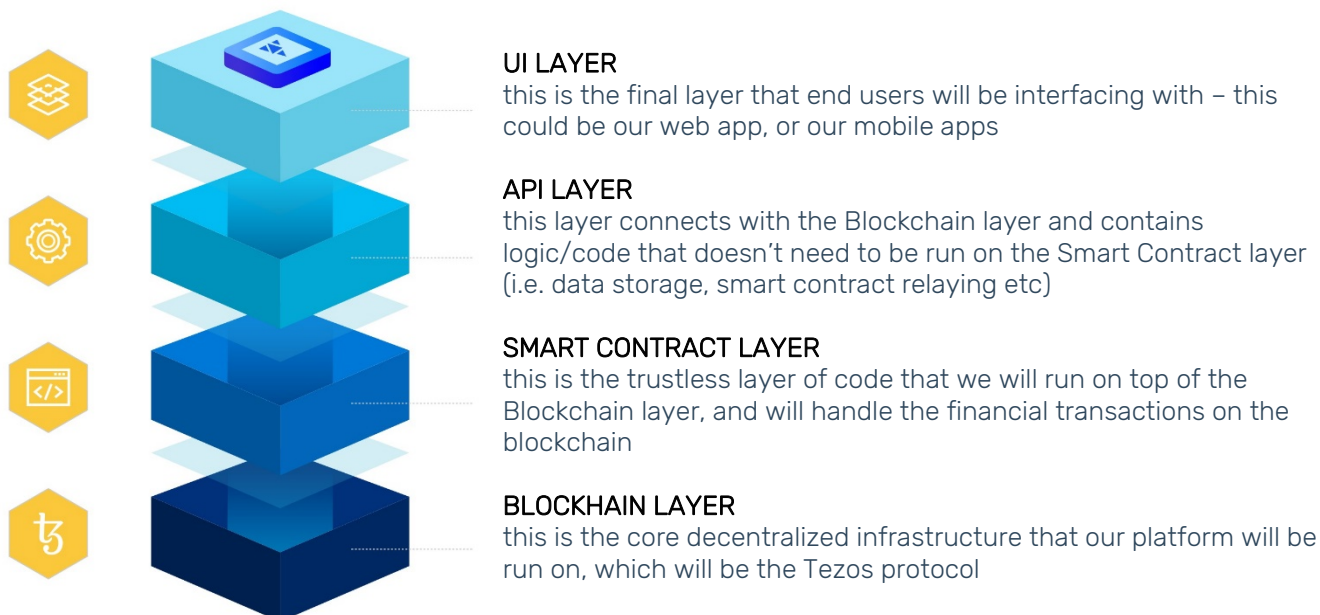 UI LAYER
this is the final layer that end users will be interfacing with – this
could be our web app, or our mobile apps
API LAYER
this layer connects with the Blockchain layer and contains
logic/code that doesn’t need to be run on the Smart Contract layer
(i.e. data storage, smart contract relaying etc)
SMART CONTRACT LAYER
this is the trustless layer of code that we will run on top of the
Blockchain layer, and will handle the financial transactions on the
blockchain
BLOCKHAIN LAYER
this is the core decentralized infrastructure that our platform will be
run on, which will be the Tezos protocol